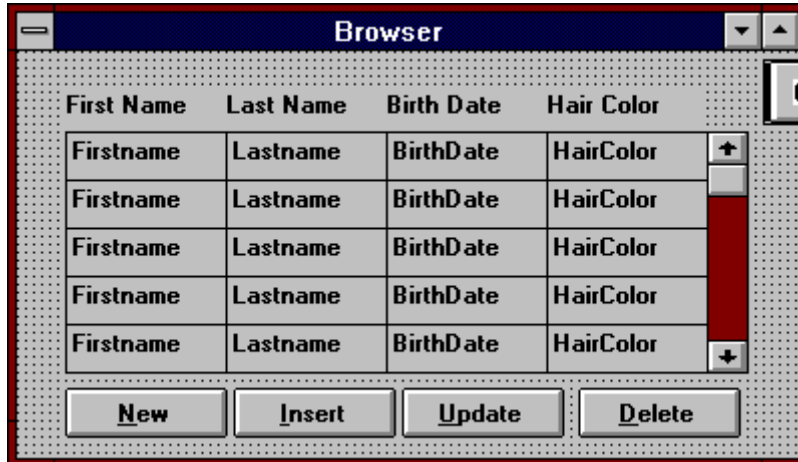 Browser
First Name Last Name Birth Date Hair Color
Firstname Lastname BirthDate HairColor
Firstname Lastname BirthDate HairColor
Firstname Lastname BirthDate HairColor
Firstname Lastname BirthDate HairColor
Firstname Lastname BirthDate HairColor
New Insert Update Delete